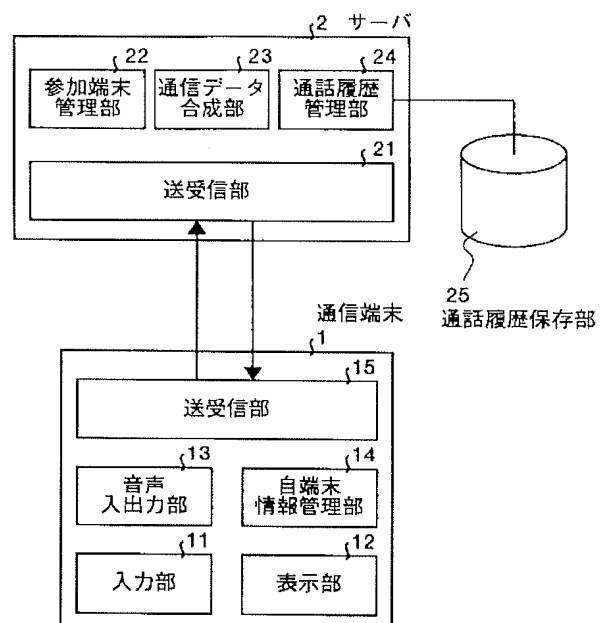 2 サーバ
22 23 24
参加端末 通信データ 通話履歴
管理部 合成部 管理部
21
送受信部
25
通話履歴保存部
通信端末
1
15
送受信部
13 14
音声 自端末
入出力部 情報管理部
11 12
入力部 表示部